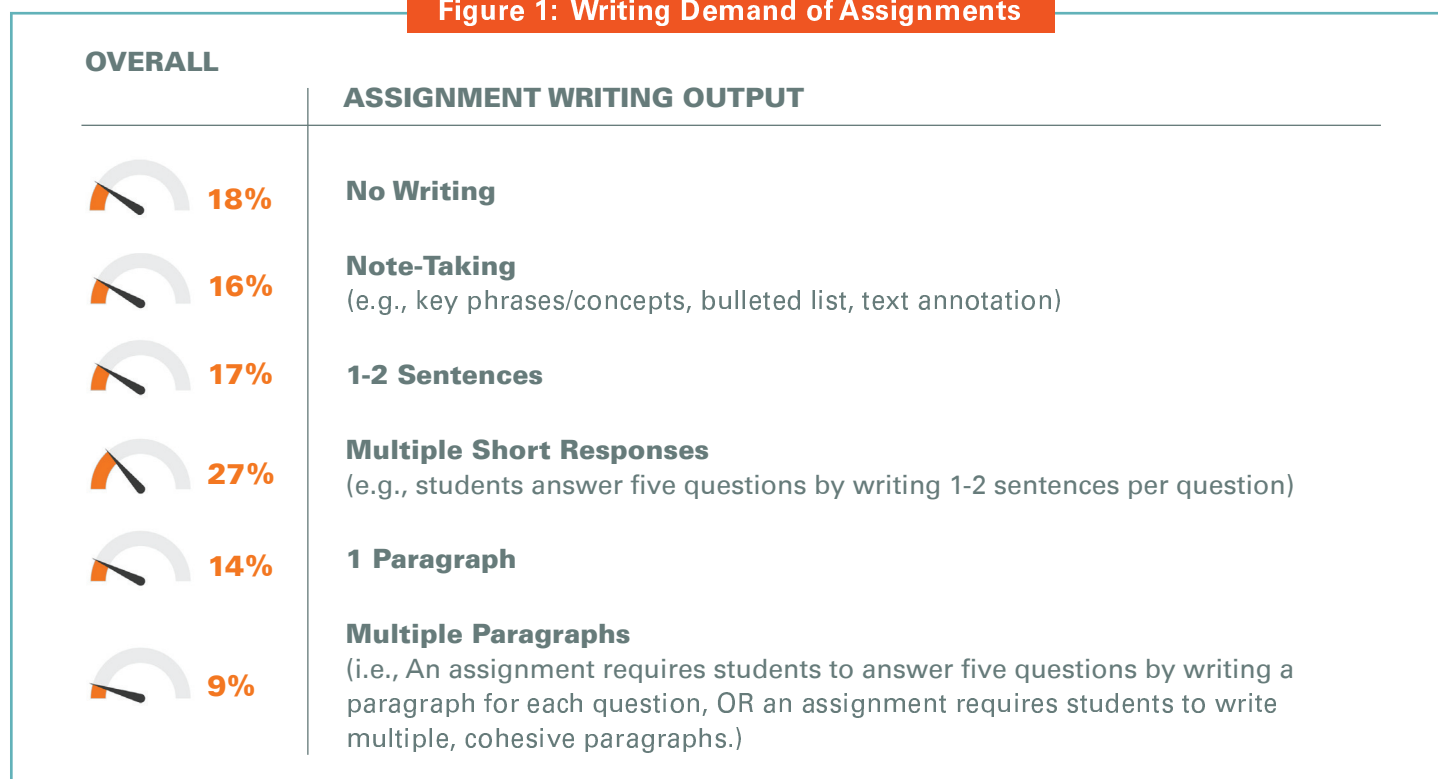 Figure 1: Writing Demand of Assignments
OVERALL
ASSIGNMENT WRITING OUTPUT
18%
No Writing
16%
Note-Taking
(e.g., key phrases/concepts, bulleted list, text annotation)
17%
1-2 Sentences
27%
Multiple Short Responses
(e.g., students answer five questions by writing 1-2 sentences per question)
14%
1 Paragraph
9%
Multiple Paragraphs
(i.e., An assignment requires students to answer five questions by writing a
paragraph for each question, OR an assignment requires students to write
multiple, cohesive paragraphs.)